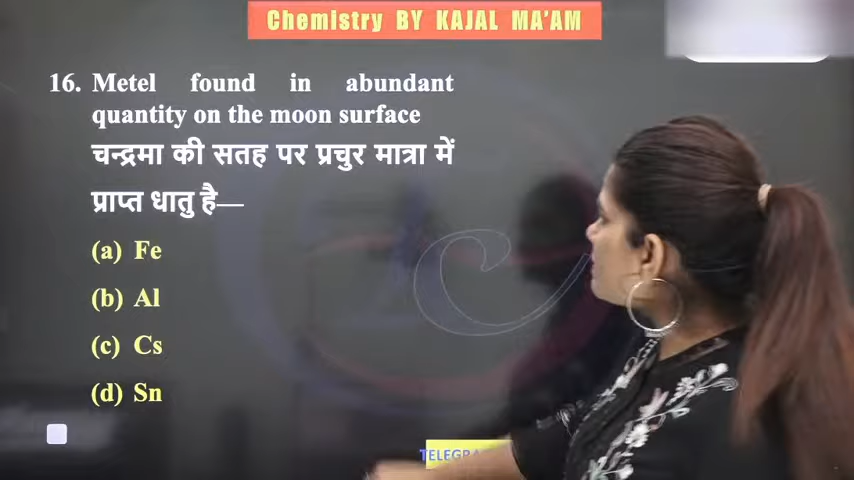 Chemistry BY KAJAL MA'AM
16. Metel found in abundant
quantity on the moon surface
चन्द्रमा की सतह पर प्रचुर मात्रा में
प्राप्त धातु है—
(a) Fe
(b) Al
(c) Cs
(d) Sn